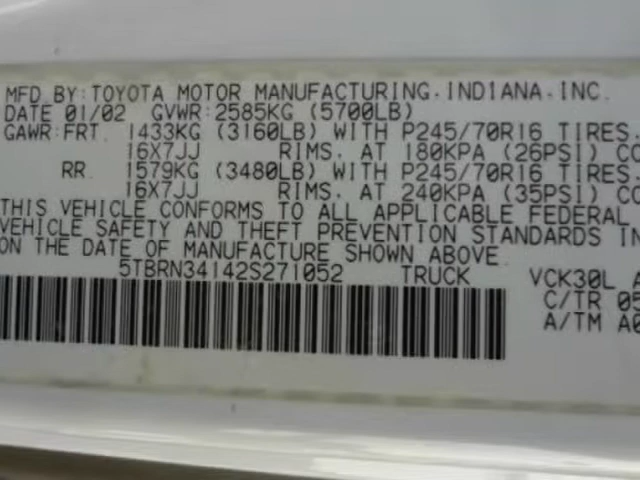 MFD BY:TOYOTA MOTOR MANUFACTURING.INDIANA.INC.
DATE 01/02 GVWR:2585KG (5700LB)
GAWR:FRT. 1433KG (3160LB) WITH P245/70R16 TIRES.
16X7JJ RIMS. AT 180KPA (26PSI) CO
RR. 1579KG (3480LB) WITH P245/70R16 TIRES.
16X7JJ RIMS. AT 240KPA (35PSI) CO
THIS VEHICLE CONFORMS TO ALL APPLICABLE FEDERAL
VEHICLE SAFETY AND THEFT PREVENTION STANDARDS IN
ON THE DATE OF MANUFACTURE SHOWN ABOVE
5TBRN34142S271052 TRUCK VCK30L A
C/TR 05
A/TM A0